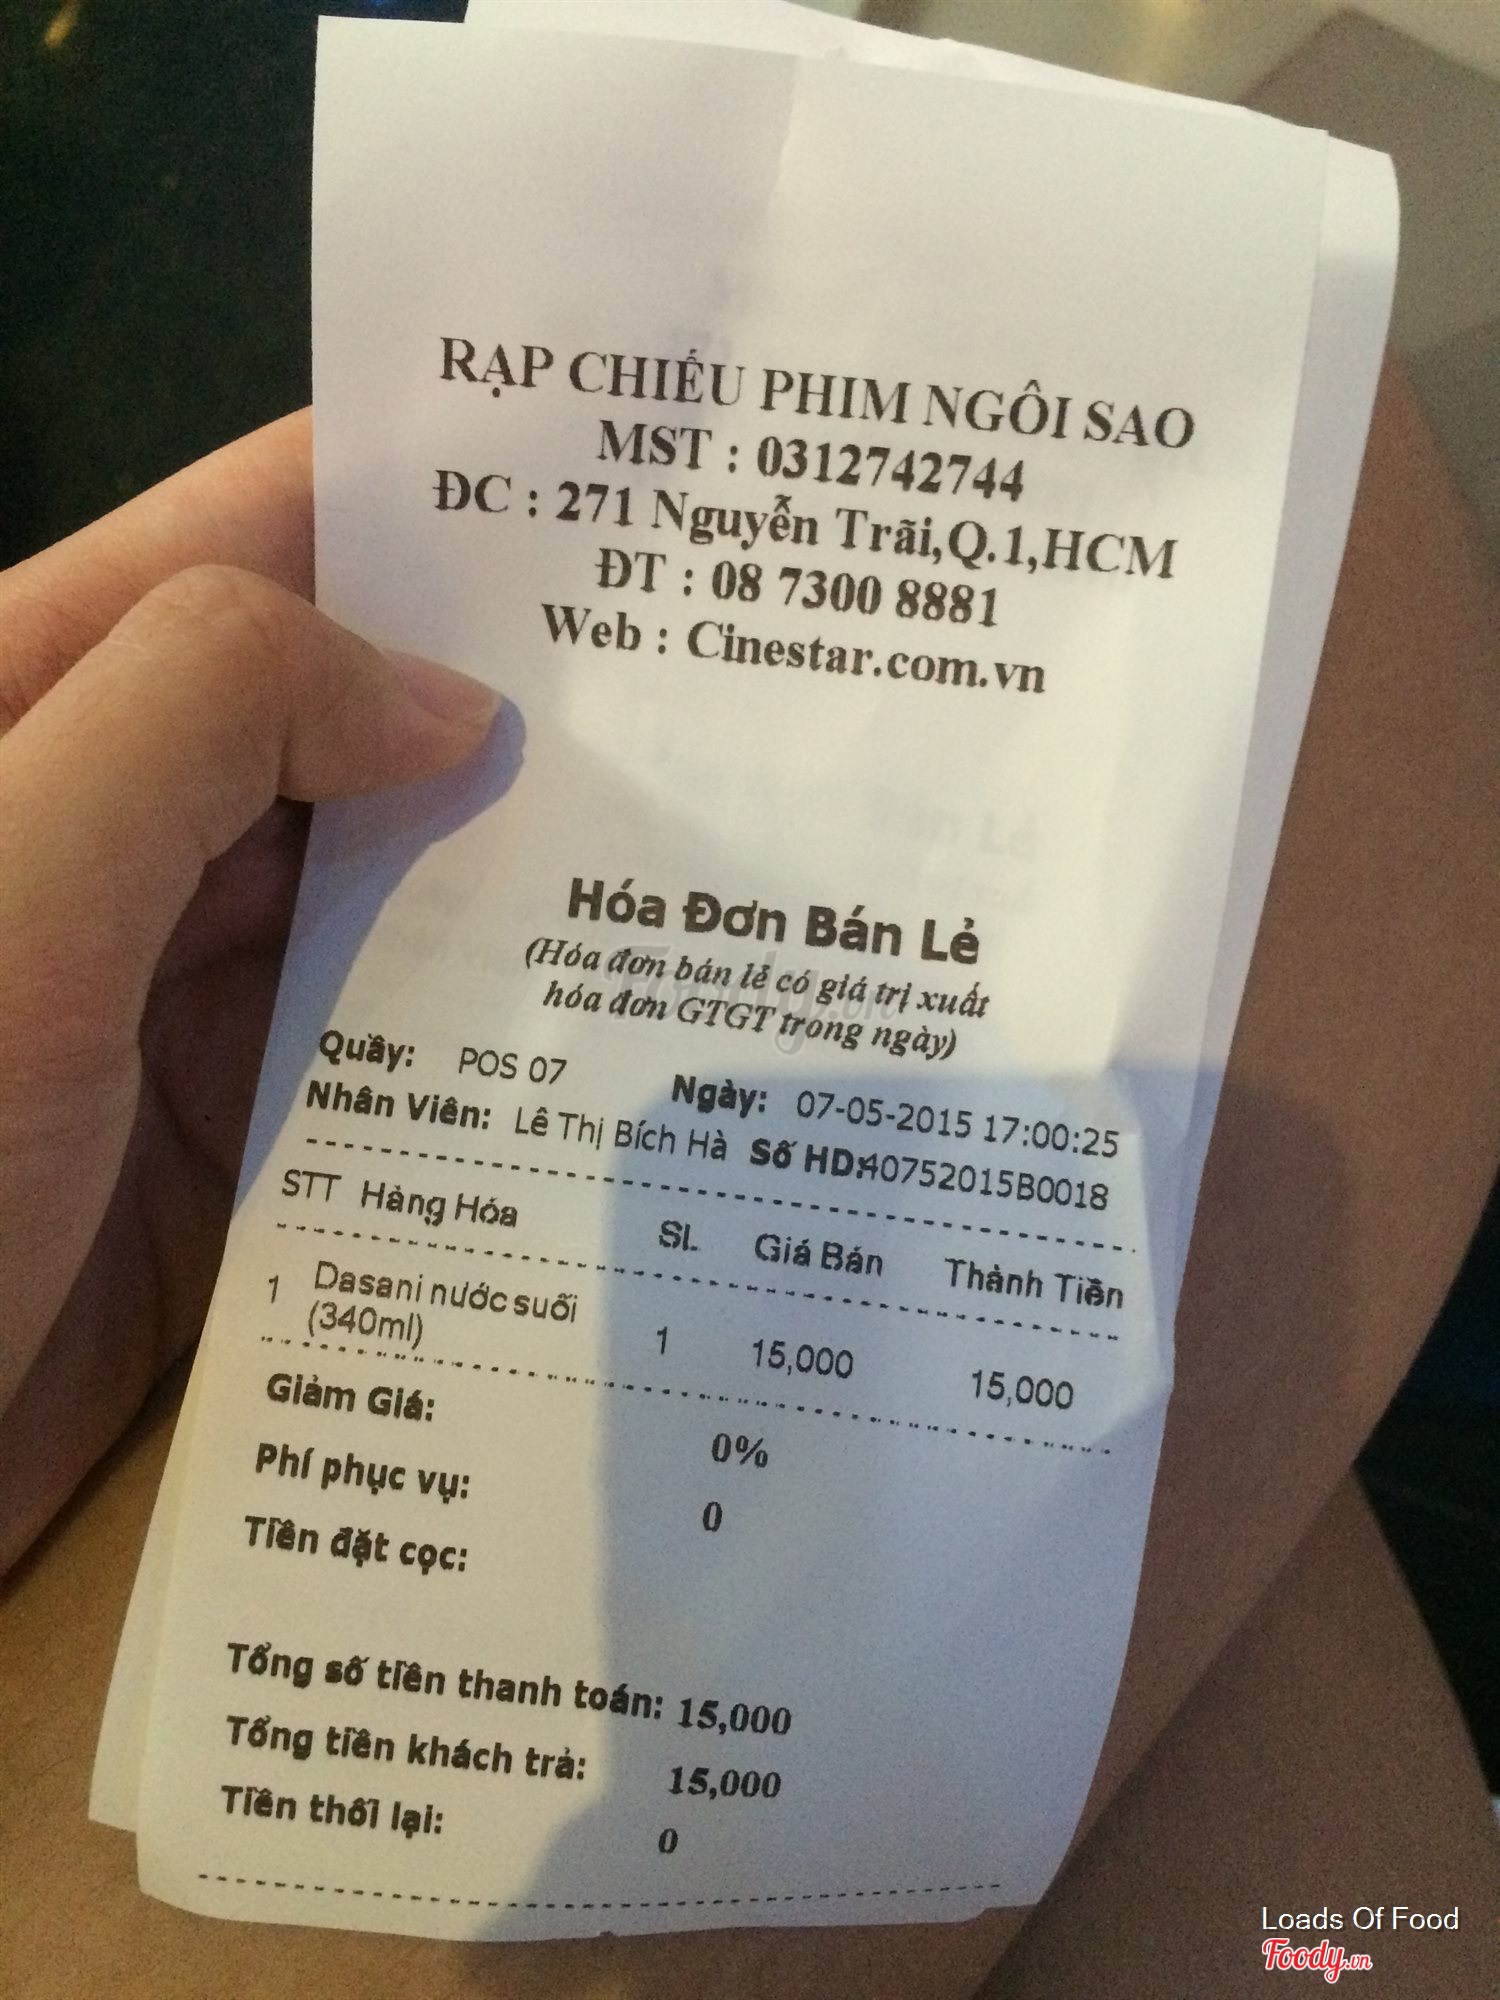 RẠP CHIẾU PHIM NGÔI SAO
MST : 0312742744
ĐC : 271 Nguyễn Trãi,Q.1,HCM
ĐT : 08 7300 8881
Web : Cinestar.com.vn
Hóa Đơn Bán Lẻ
(Hóa đơn bán lẻ có giá trị xuất
hóa đơn GTGT trong ngày)
Quầy: POS 07 Ngày: 07-05-2015 17:00:25
Nhân Viên: Lê Thị Bích Hà Số HD:40752015B0018
STT Hàng Hóa SL Giá Bán Thành Tiền
1 Dasani nước suối
(340ml) 1 15,000 15,000
Giảm Giá: 0%
Phí phục vụ: 0
Tiền đặt cọc:
Tổng số tiền thanh toán: 15,000
Tổng tiền khách trả: 15,000
Tiền thối lại: 0
Loads Of Food
Foody.vn